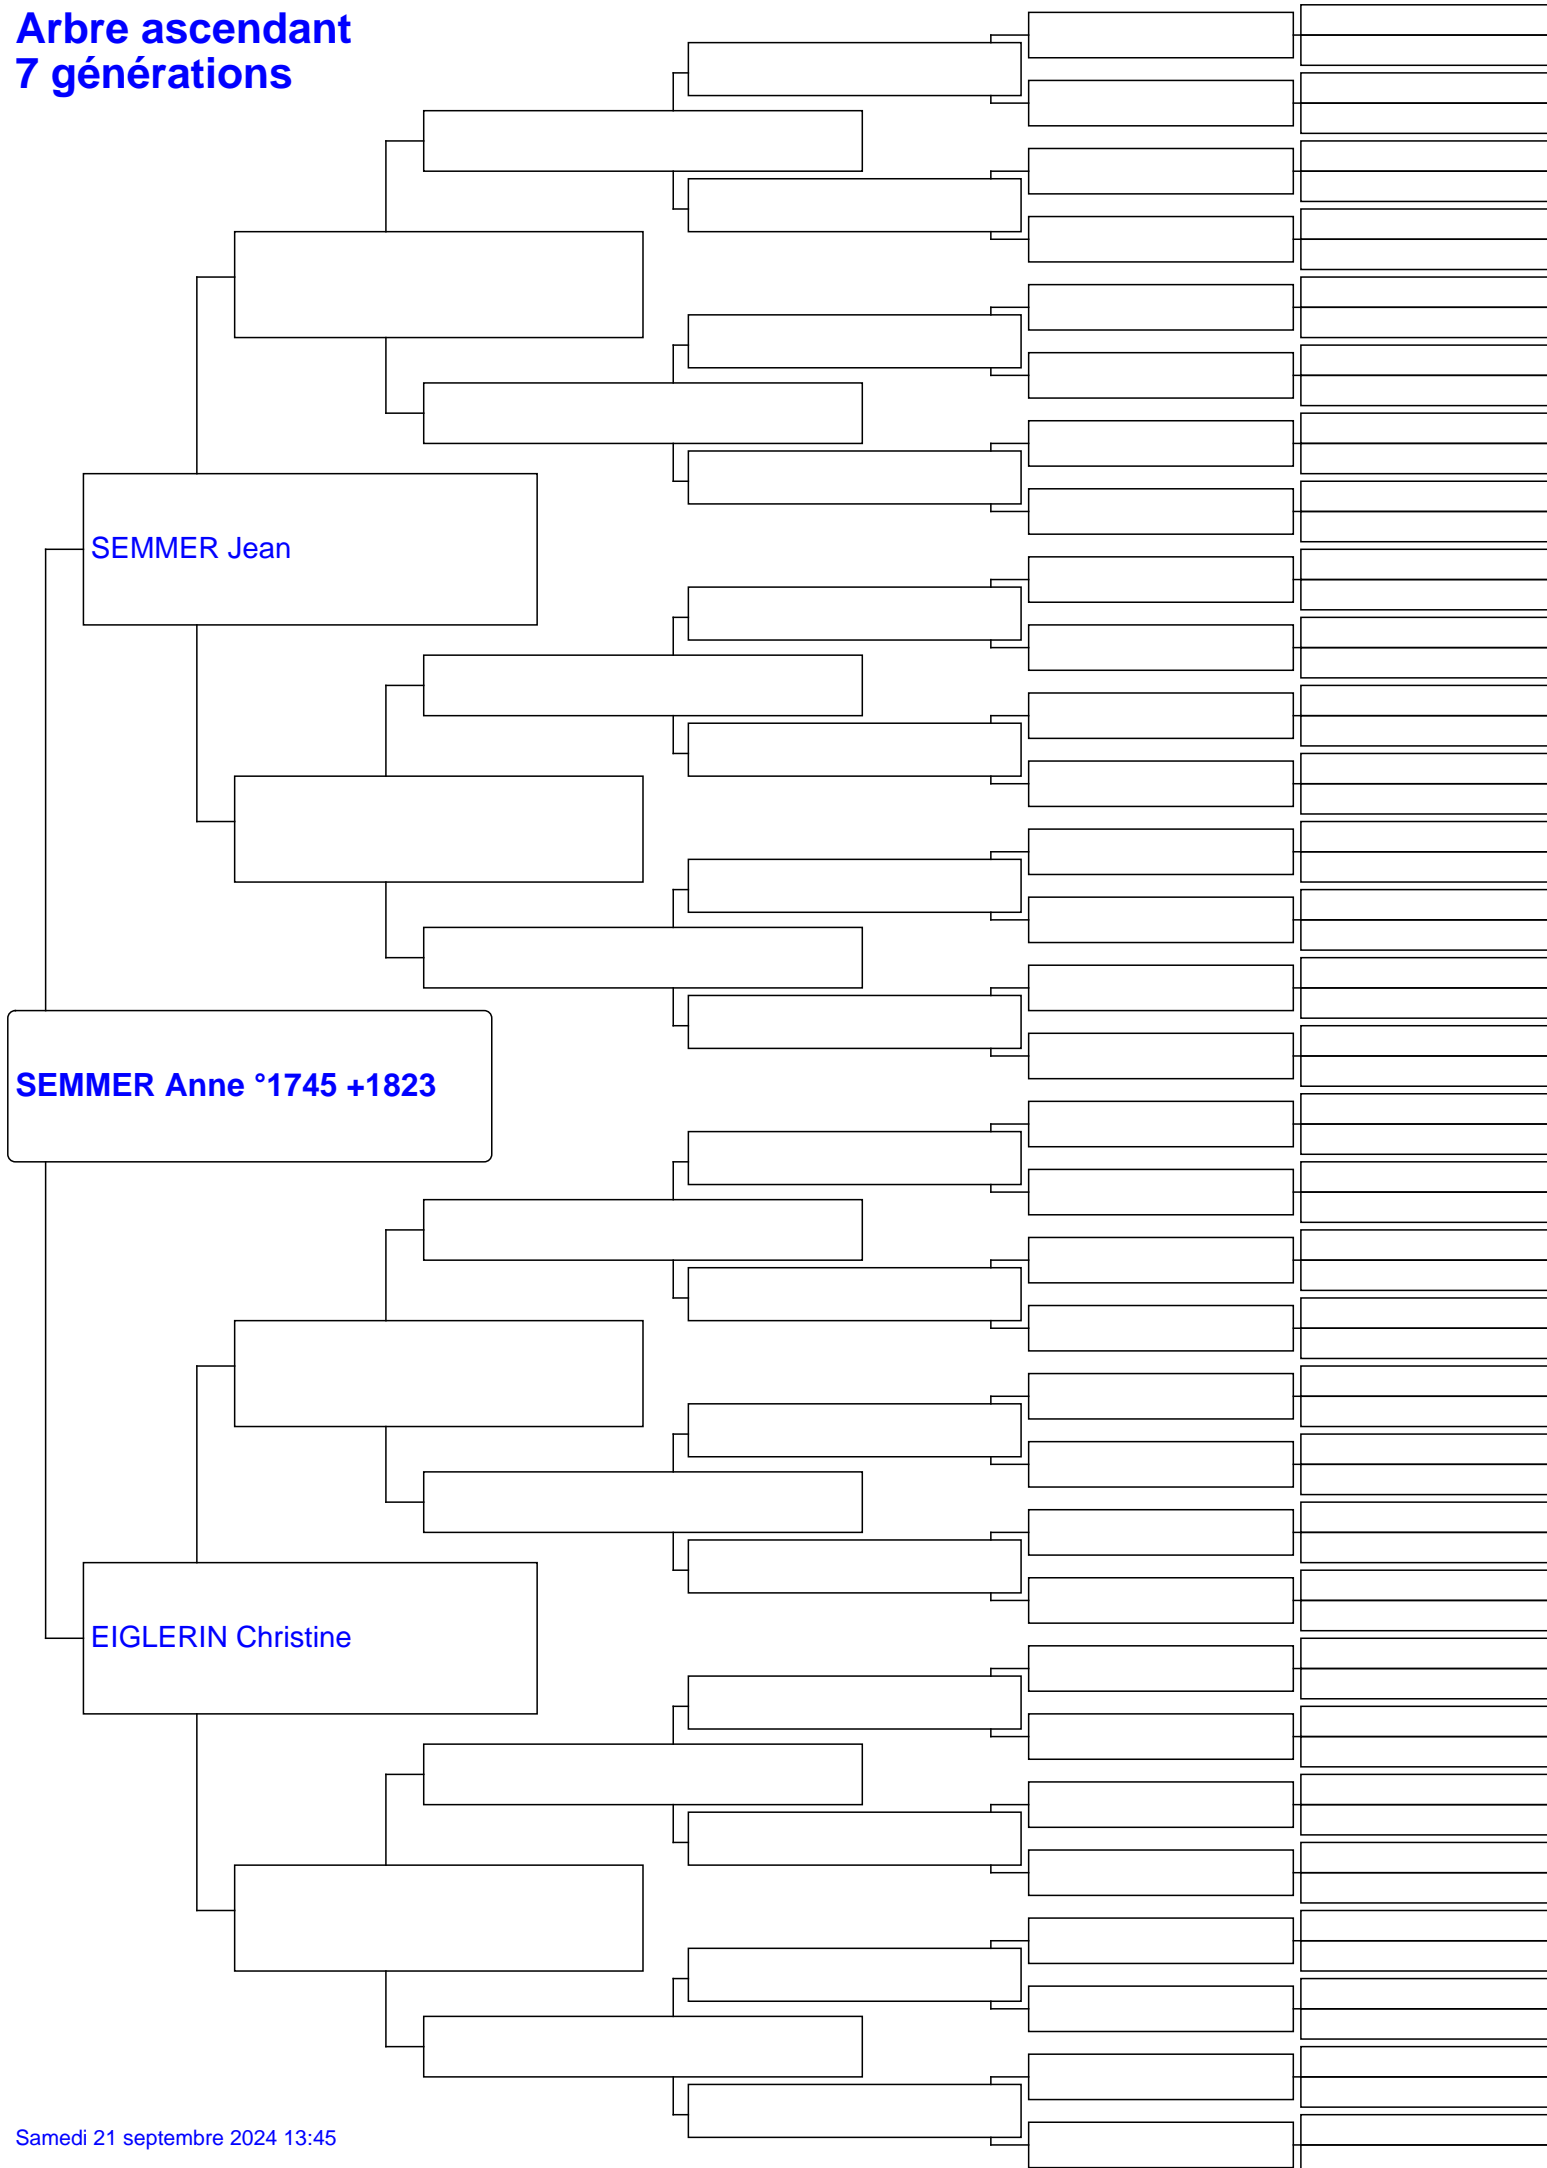 Arbre ascendant
7 générations
SEMMER Jean
SEMMER Anne °1745 +1823
EIGLERIN Christine
Samedi 21 septembre 2024 13:45